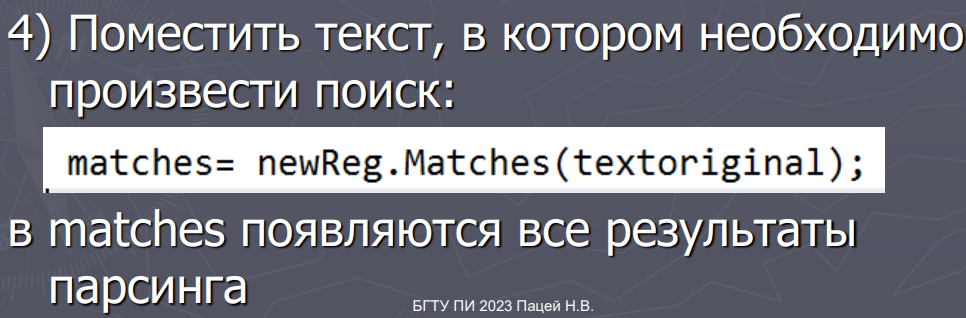 4) Поместить текст, в котором необходимо
произвести поиск:
matches= newReg.Matches(textoriginal);
в matches появляются все результаты
парсинга
БГТУ ПИ 2023 Пацей Н.В.